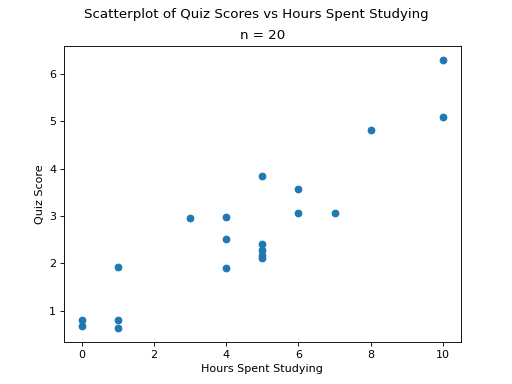 Scatterplot of Quiz Scores vs Hours Spent Studying
n = 20
6
5
4
3
2
1
Quiz Score
0 2 4 6 8 10
Hours Spent Studying